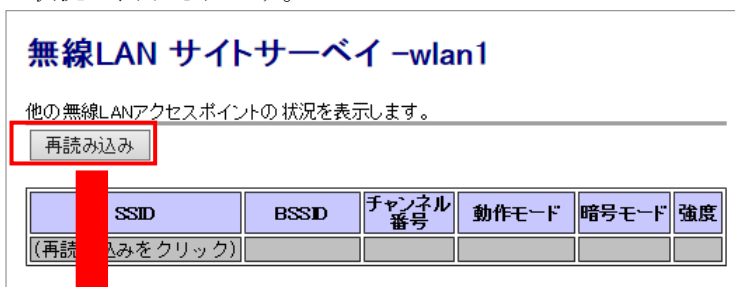 無線LAN サイトサーベイ -wlan1
他の無線LANアクセスポイントの状況を表示します。
再読み込み
SSID BSSID チャンネル番号 動作モード 暗号モード 強度
(再読 込みをクリック)